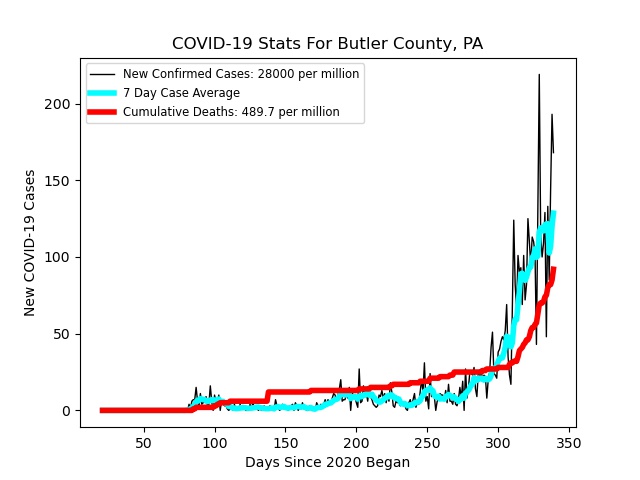 COVID-19 Stats For Butler County, PA
New Confirmed Cases: 28000 per million
7 Day Case Average
Cumulative Deaths: 489.7 per million
New COVID-19 Cases
200
150
100
50
0
50 100 150 200 250 300 350
Days Since 2020 Began